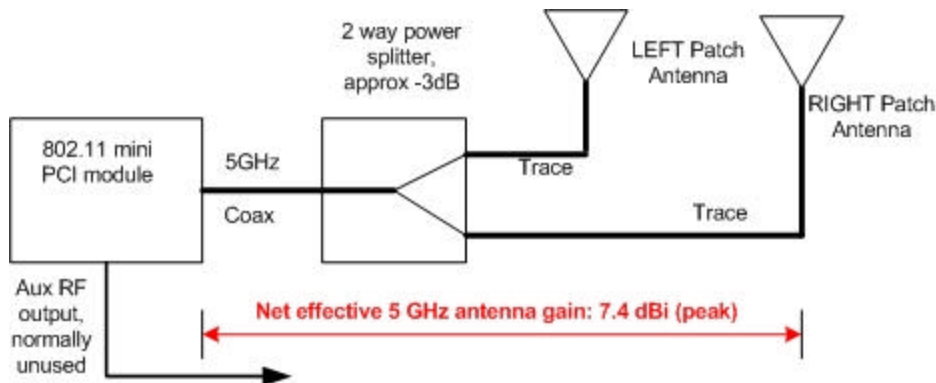 2 way power
splitter,
approx -3dB
LEFT Patch
Antenna
RIGHT Patch
Antenna
802.11 mini
PCI module
5GHz
Coax
Trace
Trace
Aux RF
output,
normally
unused
Net effective 5 GHz antenna gain: 7.4 dBi (peak)